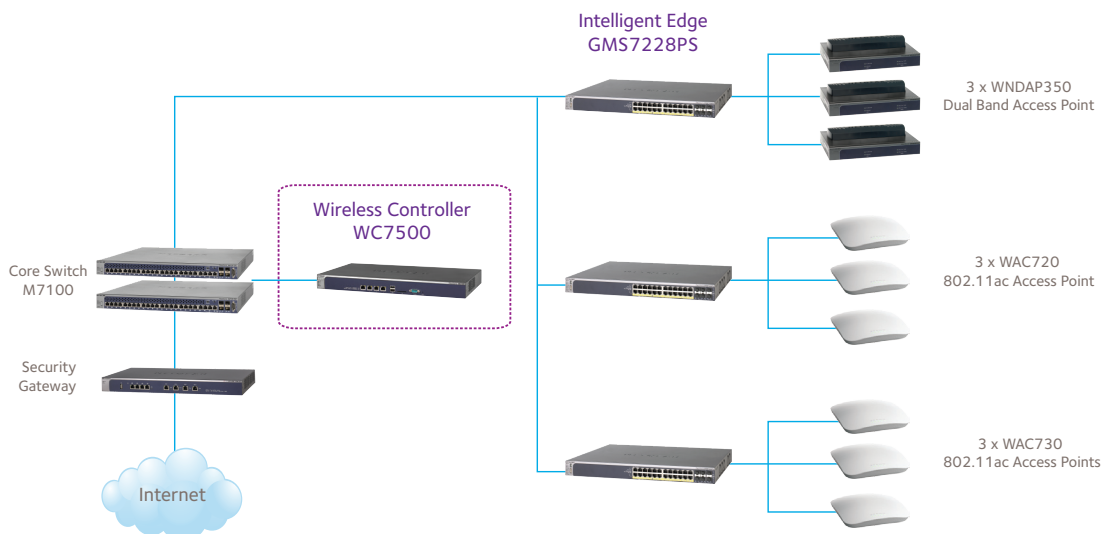 Intelligent Edge
GMS7228PS
3 x WNDAP350
Dual Band Access Point
Wireless Controller
WC7500
Core Switch
M7100
3 x WAC720
802.11ac Access Point
Security
Gateway
3 x WAC730
802.11ac Access Points
Internet